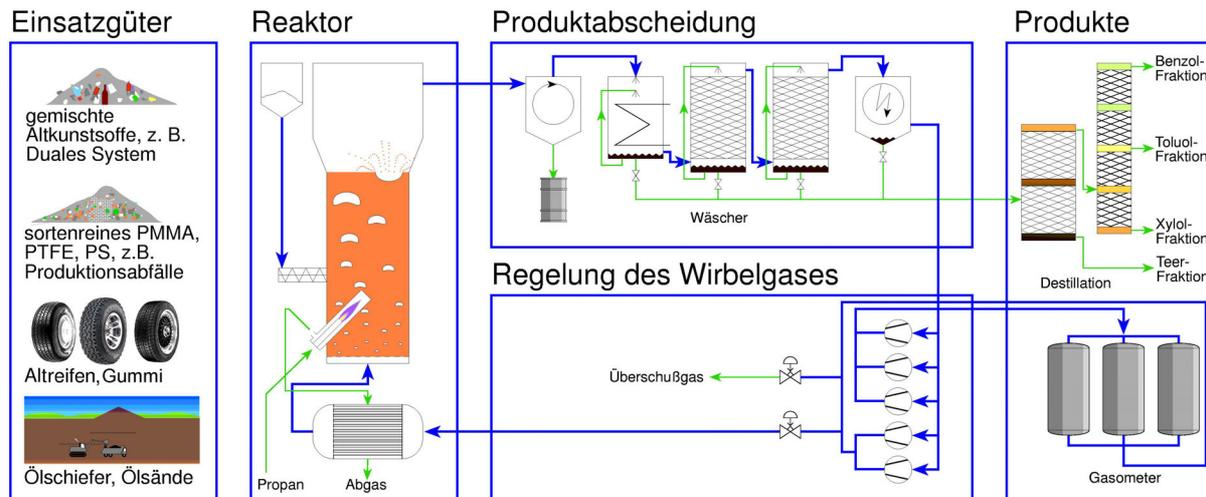 Einsatzgüter
gemischte
Altkunstsoffe, z. B.
Duales System
sortenreines PMMA,
PTFE, PS, z.B.
Produktionsabfälle
Altreifen, Gummi
Ölschiefer, Ölsände
Reaktor
Propan
Abgas
Produktabscheidung
Wäscher
Regelung des Wirbelgases
Überschußgas
Produkte
Benzol-
Fraktion
Toluol-
Fraktion
Xylol-
Fraktion
Teer-
Fraktion
Destillation
Gasometer